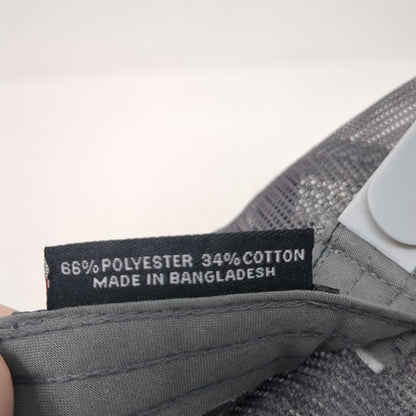 66% POLYESTER 34% COTTON
MADE IN BANGLADESH